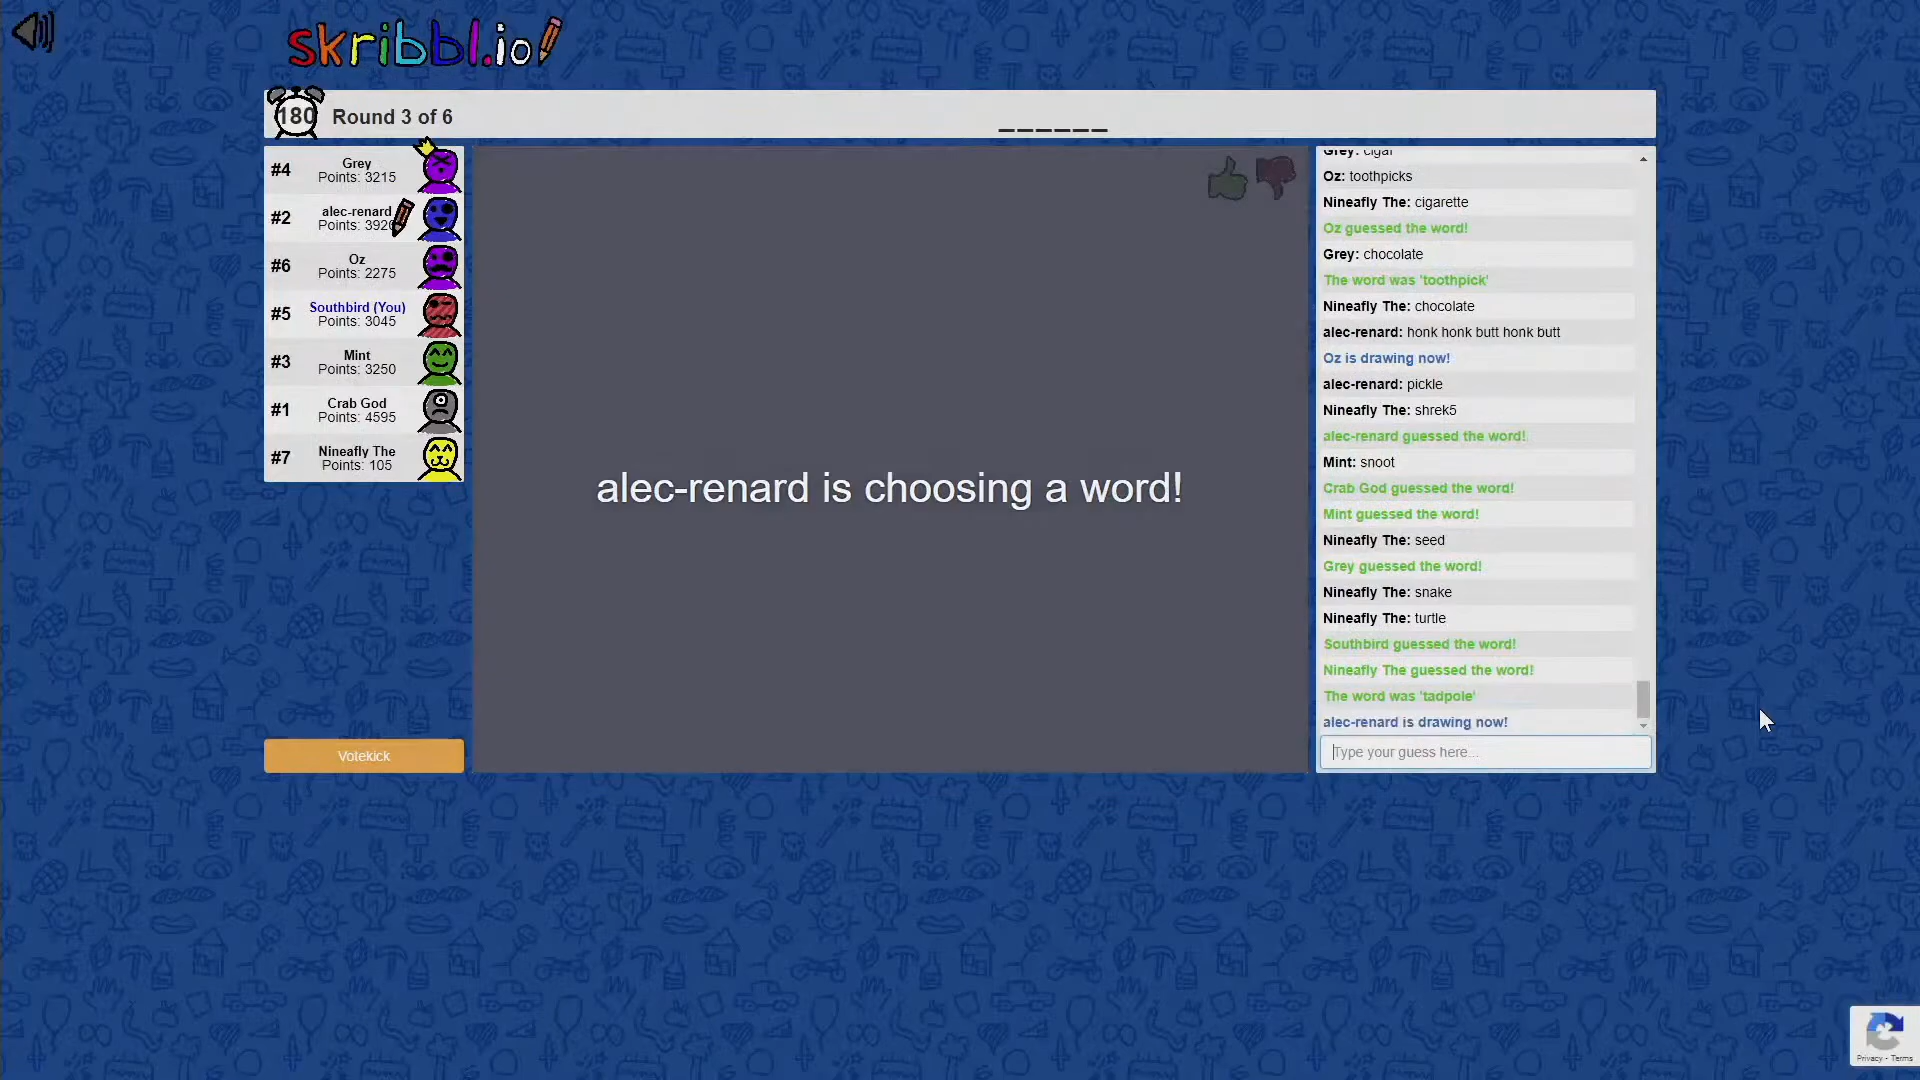 skribbl.io
180
Round 3 of 6
______
#4
Grey
Points: 3215
#2
alec-renard
Points: 3920
#6
Oz
Points: 2275
#5
Southbird (You)
Points: 3045
#3
Mint
Points: 3250
#1
Crab God
Points: 4595
#7
Nineafly The
Points: 105
Votekick
alec-renard is choosing a word!
Grey: cigar
Oz: toothpicks
Nineafly The: cigarette
Oz guessed the word!
Grey: chocolate
The word was 'toothpick'
Nineafly The: chocolate
alec-renard: honk honk butt honk butt
Oz is drawing now!
alec-renard: pickle
Nineafly The: shrek5
alec-renard guessed the word!
Mint: snoot
Crab God guessed the word!
Mint guessed the word!
Nineafly The: seed
Grey guessed the word!
Nineafly The: snake
Nineafly The: turtle
Southbird guessed the word!
Nineafly The guessed the word!
The word was 'tadpole'
alec-renard is drawing now!
Type your guess here...
Privacy - Terms